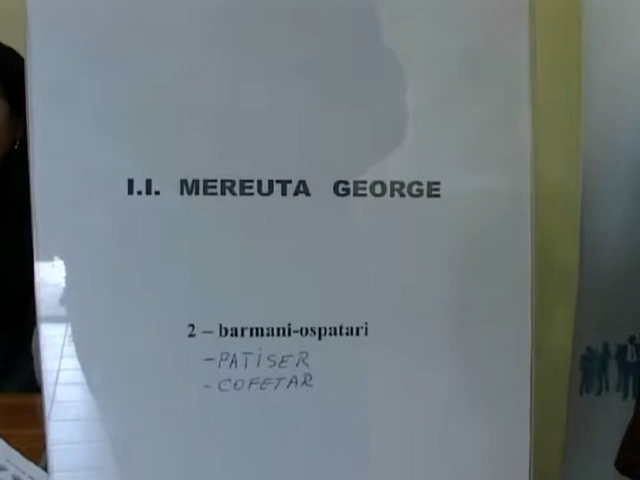 I.I. MEREUTA GEORGE
2 – barmani-ospatari
- PATISER
- COFETAR